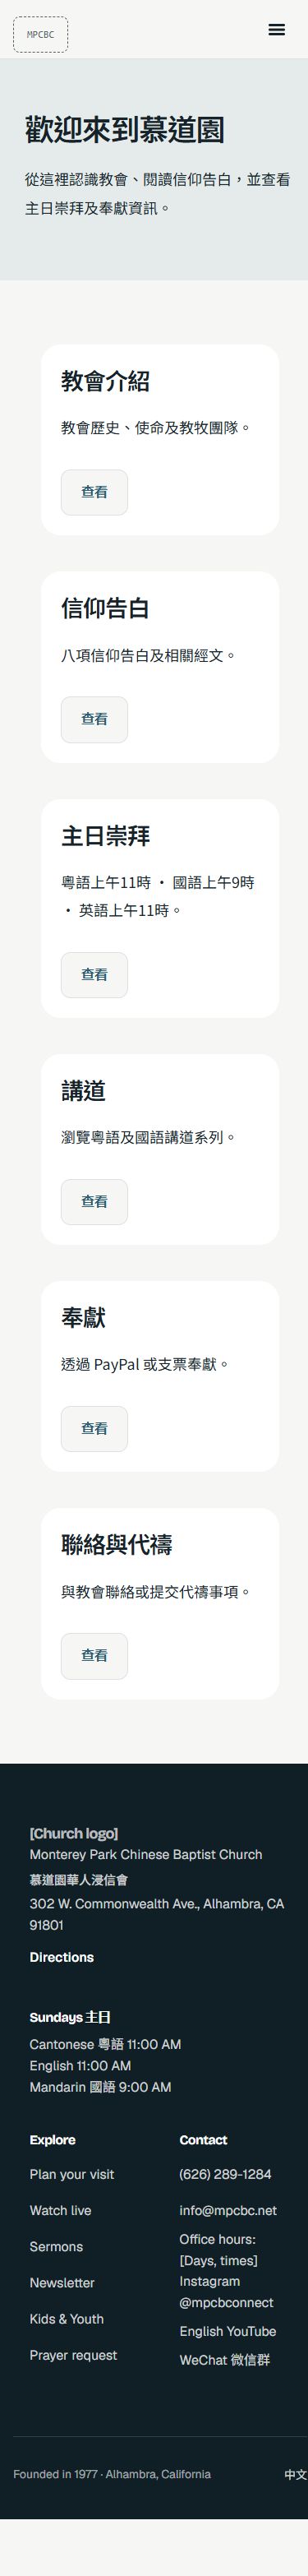 MPCBC
歡迎來到慕道園
從這裡認識教會、閱讀信仰告白，並查看
主日崇拜及奉獻資訊。
教會介紹
教會歷史、使命及教牧團隊。
查看
信仰告白
八項信仰告白及相關經文。
查看
主日崇拜
粵語上午11時 · 國語上午9時
· 英語上午11時。
查看
講道
瀏覽粵語及國語講道系列。
查看
奉獻
透過 PayPal 或支票奉獻。
查看
聯絡與代禱
與教會聯絡或提交代禱事項。
查看
[Church logo]
Monterey Park Chinese Baptist Church
慕道園華人浸信會
302 W. Commonwealth Ave., Alhambra, CA
91801
Directions
Sundays 主日
Cantonese 粵語 11:00 AM
English 11:00 AM
Mandarin 國語 9:00 AM
Explore
Plan your visit
Watch live
Sermons
Newsletter
Kids & Youth
Prayer request
Contact
(626) 289-1284
info@mpcbc.net
Office hours:
[Days, times]
Instagram
@mpcbconnect
English YouTube
WeChat 微信群
Founded in 1977 · Alhambra, California
中文